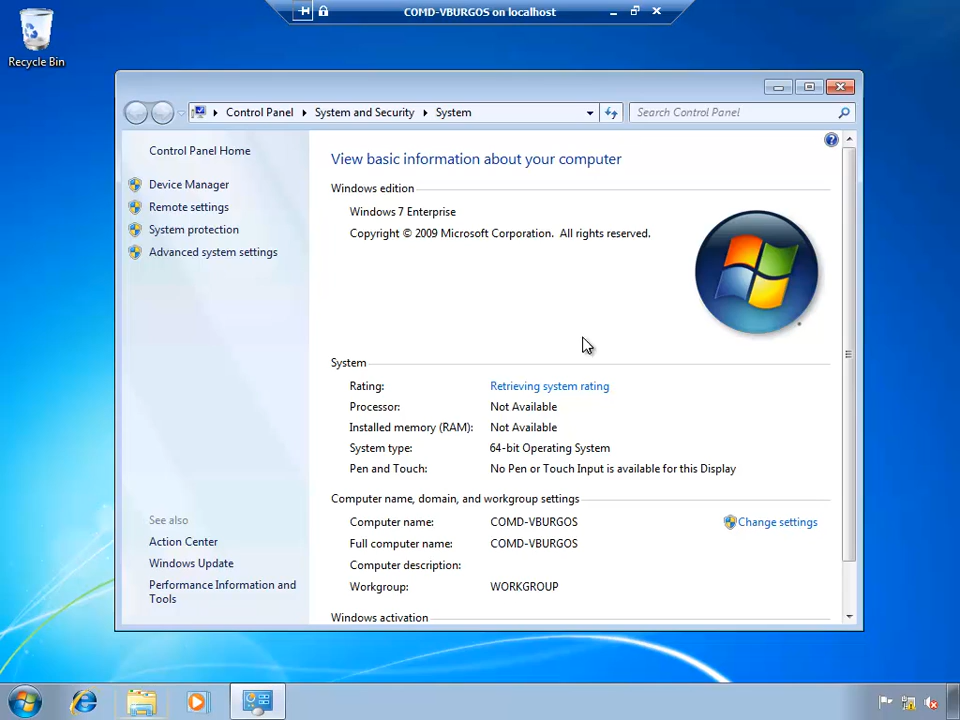 COMD-VBURGOS on localhost
Recycle Bin
Control Panel
System and Security
System
Search Control Panel
Control Panel Home
Device Manager
Remote settings
System protection
Advanced system settings
See also
Action Center
Windows Update
Performance Information and
Tools
View basic information about your computer
Windows edition
Windows 7 Enterprise
Copyright © 2009 Microsoft Corporation. All rights reserved.
System
Rating: Retrieving system rating
Processor: Not Available
Installed memory (RAM): Not Available
System type: 64-bit Operating System
Pen and Touch: No Pen or Touch Input is available for this Display
Computer name, domain, and workgroup settings
Computer name: COMD-VBURGOS Change settings
Full computer name: COMD-VBURGOS
Computer description:
Workgroup: WORKGROUP
Windows activation